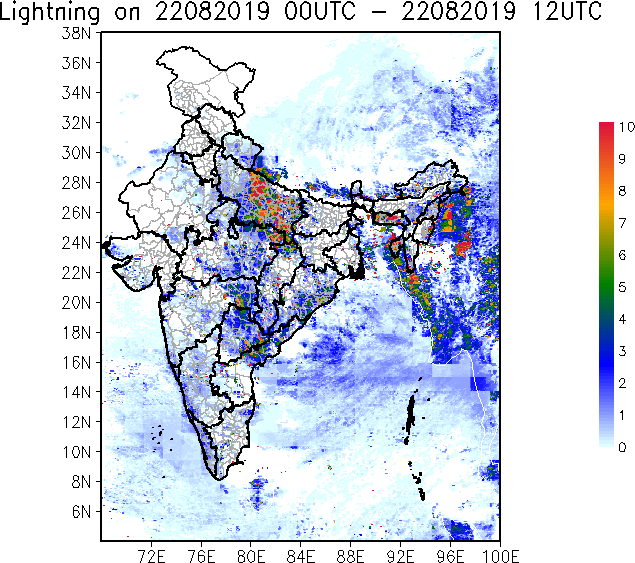 Lightning on 22082019 00UTC – 22082019 12UTC
38N
36N
34N
32N
30N
28N
26N
24N
22N
20N
18N
16N
14N
12N
10N
8N
6N
72E 76E 80E 84E 88E 92E 96E 100E
10
9
8
7
6
5
4
3
2
1
0